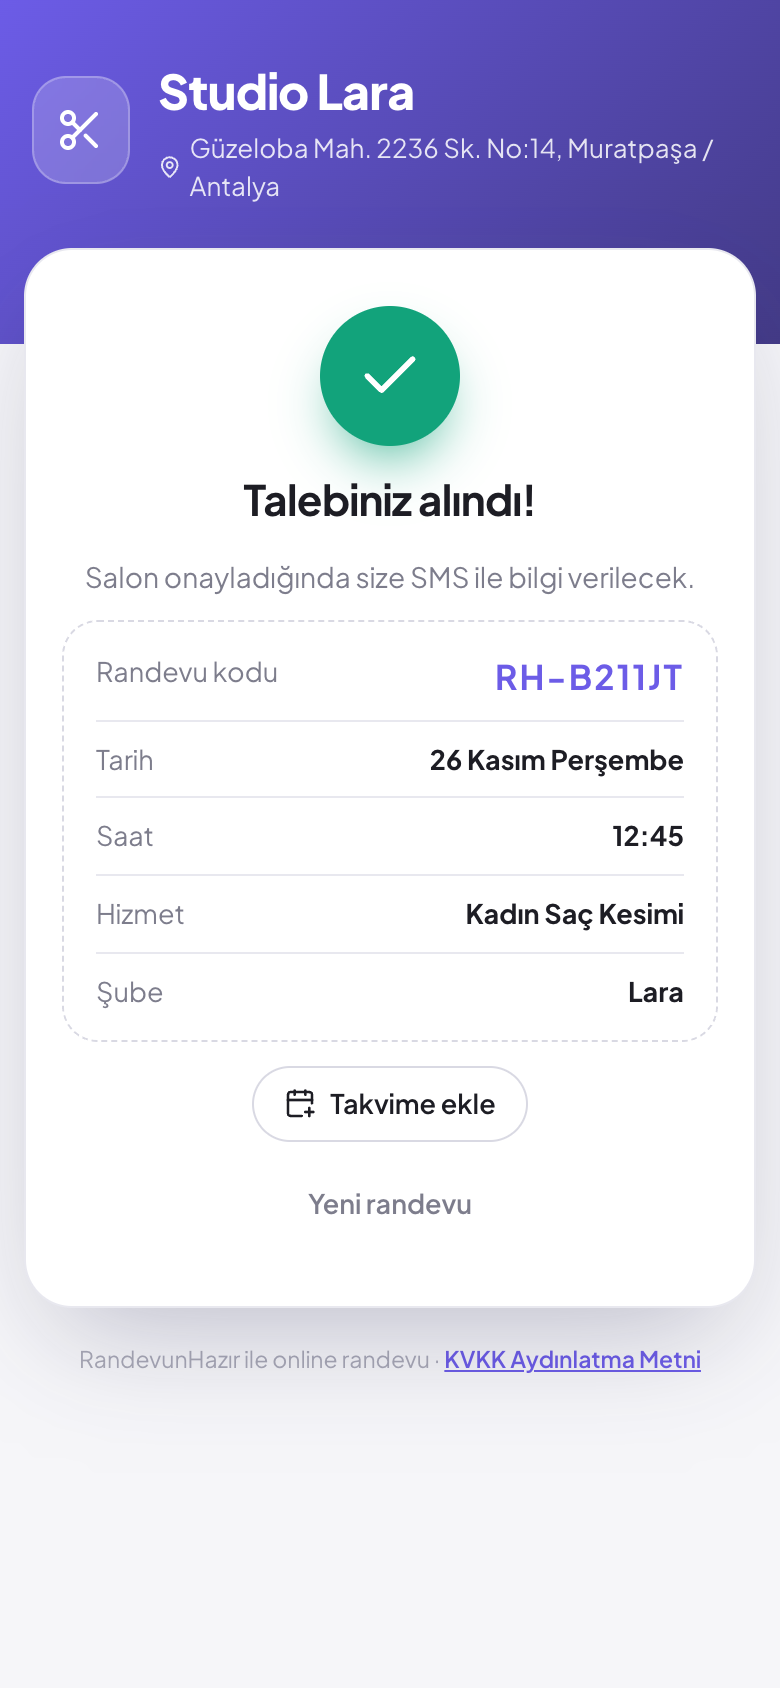 Studio Lara
Güzeloba Mah. 2236 Sk. No:14, Muratpaşa /
Antalya
Talebiniz alındı!
Salon onayladığında size SMS ile bilgi verilecek.
Randevu kodu RH-B211JT
Tarih 26 Kasım Perşembe
Saat 12:45
Hizmet Kadın Saç Kesimi
Şube Lara
Takvime ekle
Yeni randevu
RandevunHazır ile online randevu · KVKK Aydınlatma Metni